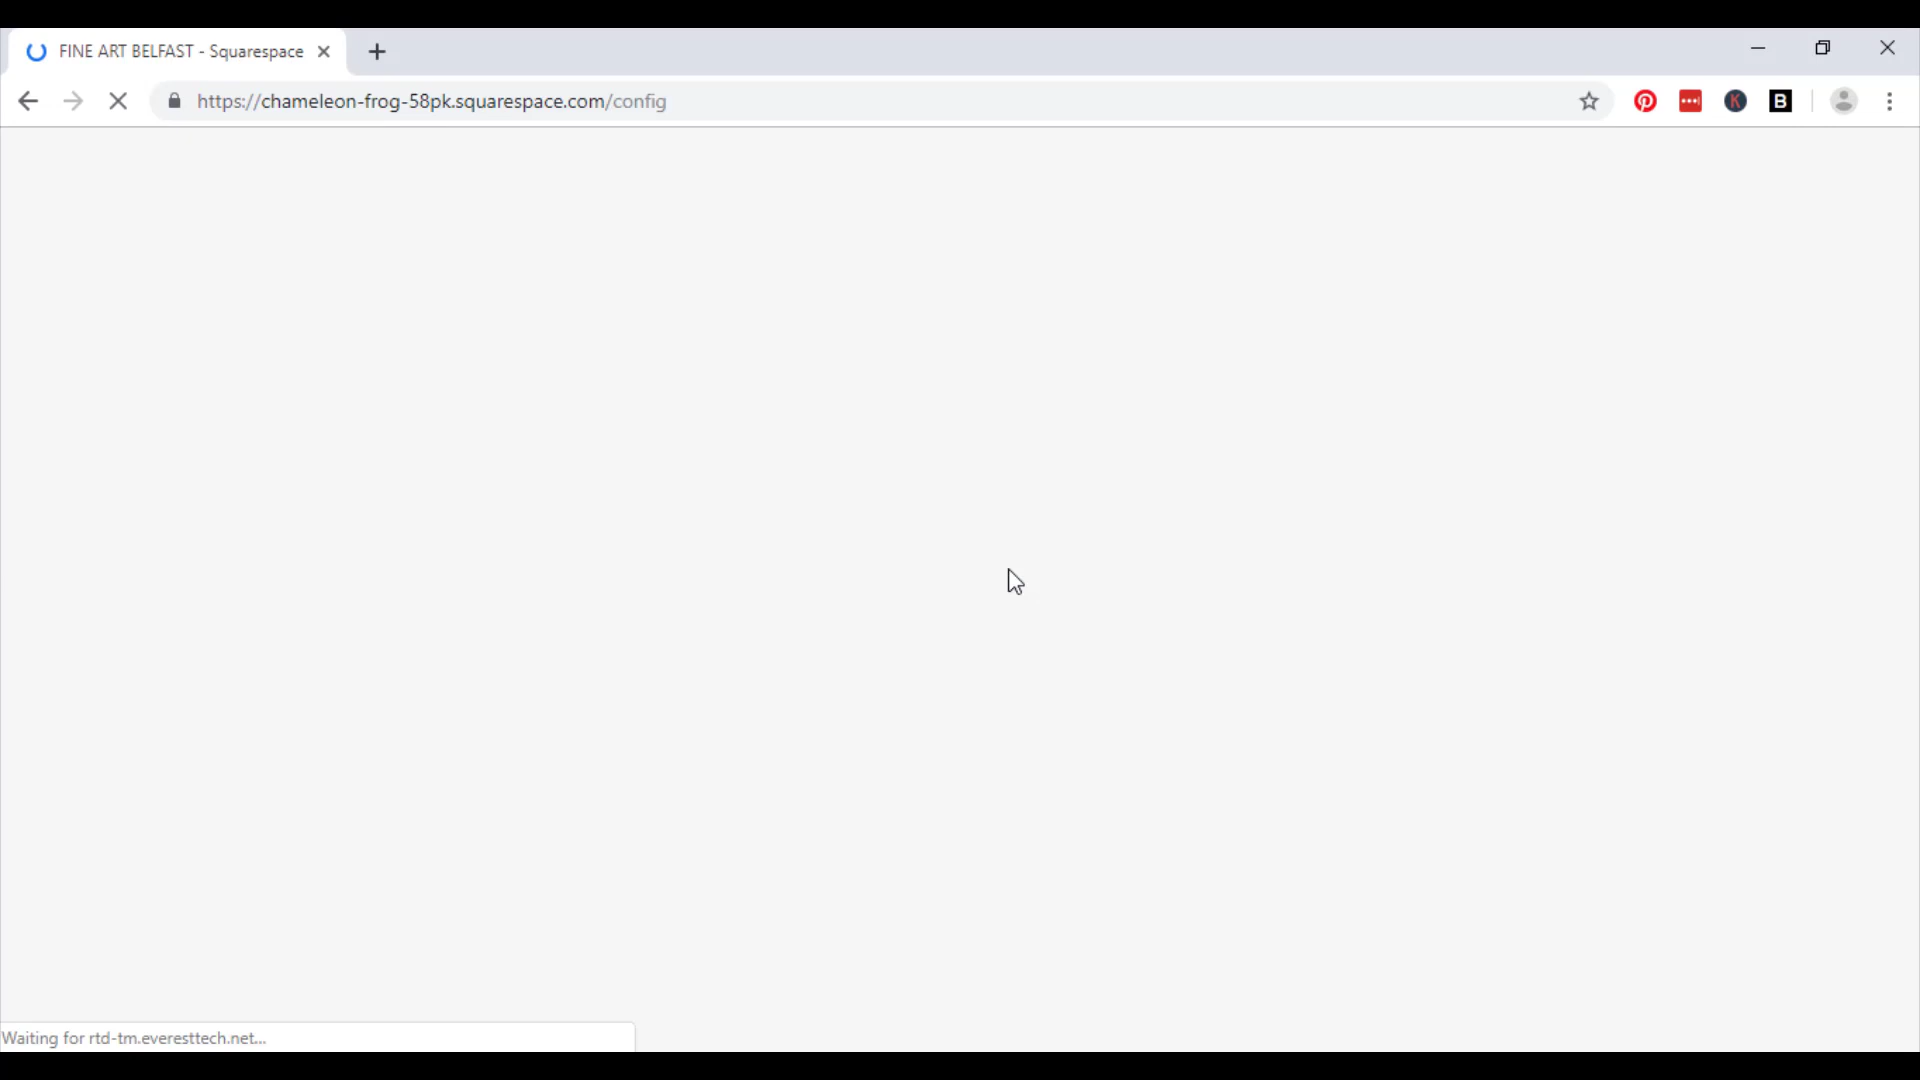 FINE ART BELFAST - Squarespace
https://chameleon-frog-58pk.squarespace.com/config
K
B
Waiting for rtd-tm.everesttech.net...